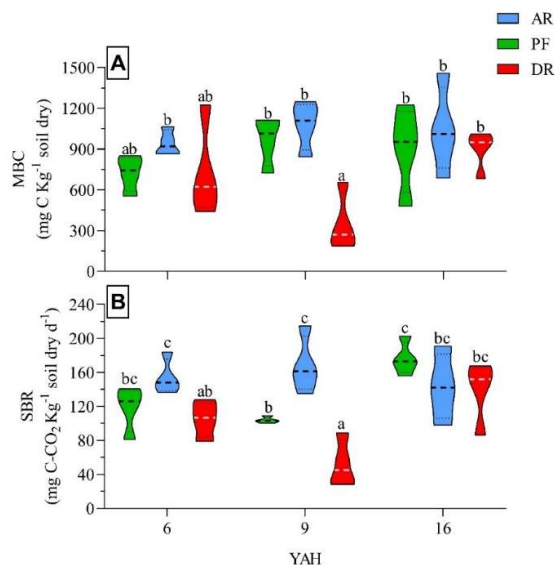 AR
PF
DR
A
1500
1200
900
600
300
0
MBC
(mg C Kg⁻¹ soil dry)
ab
b
ab
b
b
a
b
b
b
B
240
200
160
120
80
40
0
SBR
(mg C-CO₂ Kg⁻¹ soil dry d⁻¹)
bc
c
ab
b
c
a
c
bc
bc
6
9
16
YAH